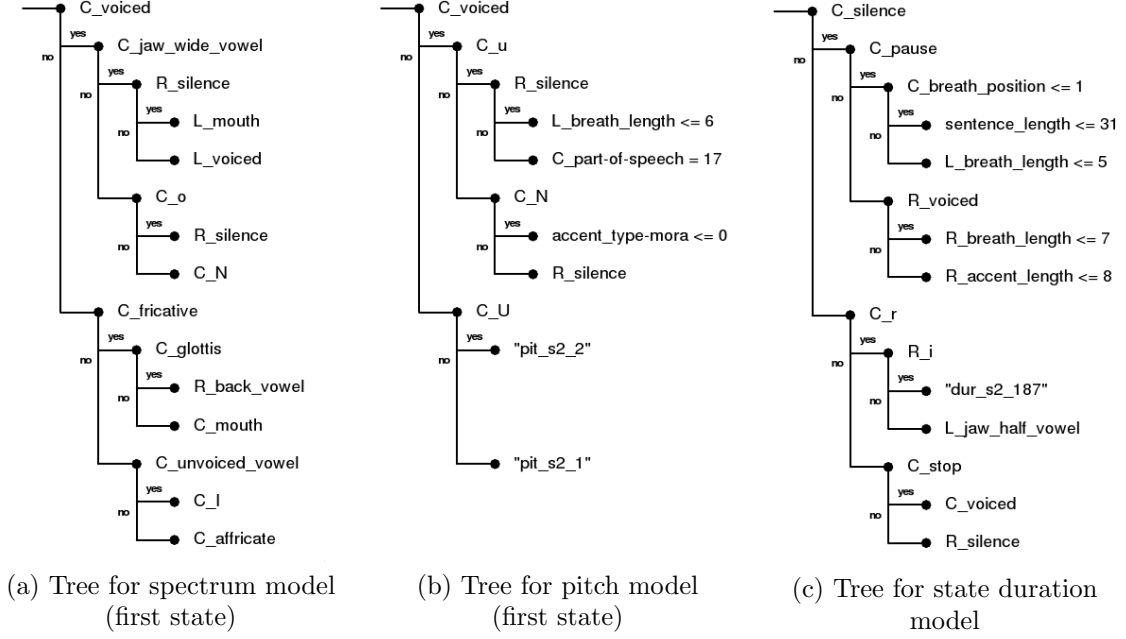 C_voiced
yes
no
C_jaw_wide_vowel
yes
no
R_silence
yes
no
L_mouth
L_voiced
C_o
yes
no
R_silence
C_N
C_fricative
yes
no
C_glottis
yes
no
R_back_vowel
C_mouth
C_unvoiced_vowel
yes
no
C_I
C_affricate
(a) Tree for spectrum model
(first state)
C_voiced
yes
no
C_u
yes
no
R_silence
yes
no
L_breath_length <= 6
C_part-of-speech = 17
C_N
yes
no
accent_type-mora <= 0
R_silence
C_U
yes
no
"pit_s2_2"
"pit_s2_1"
(b) Tree for pitch model
(first state)
C_silence
yes
no
C_pause
yes
no
C_breath_position <= 1
yes
no
sentence_length <= 31
L_breath_length <= 5
R_voiced
yes
no
R_breath_length <= 7
R_accent_length <= 8
C_r
yes
no
R_i
yes
no
"dur_s2_187"
L_jaw_half_vowel
C_stop
yes
no
C_voiced
R_silence
(c) Tree for state duration
model